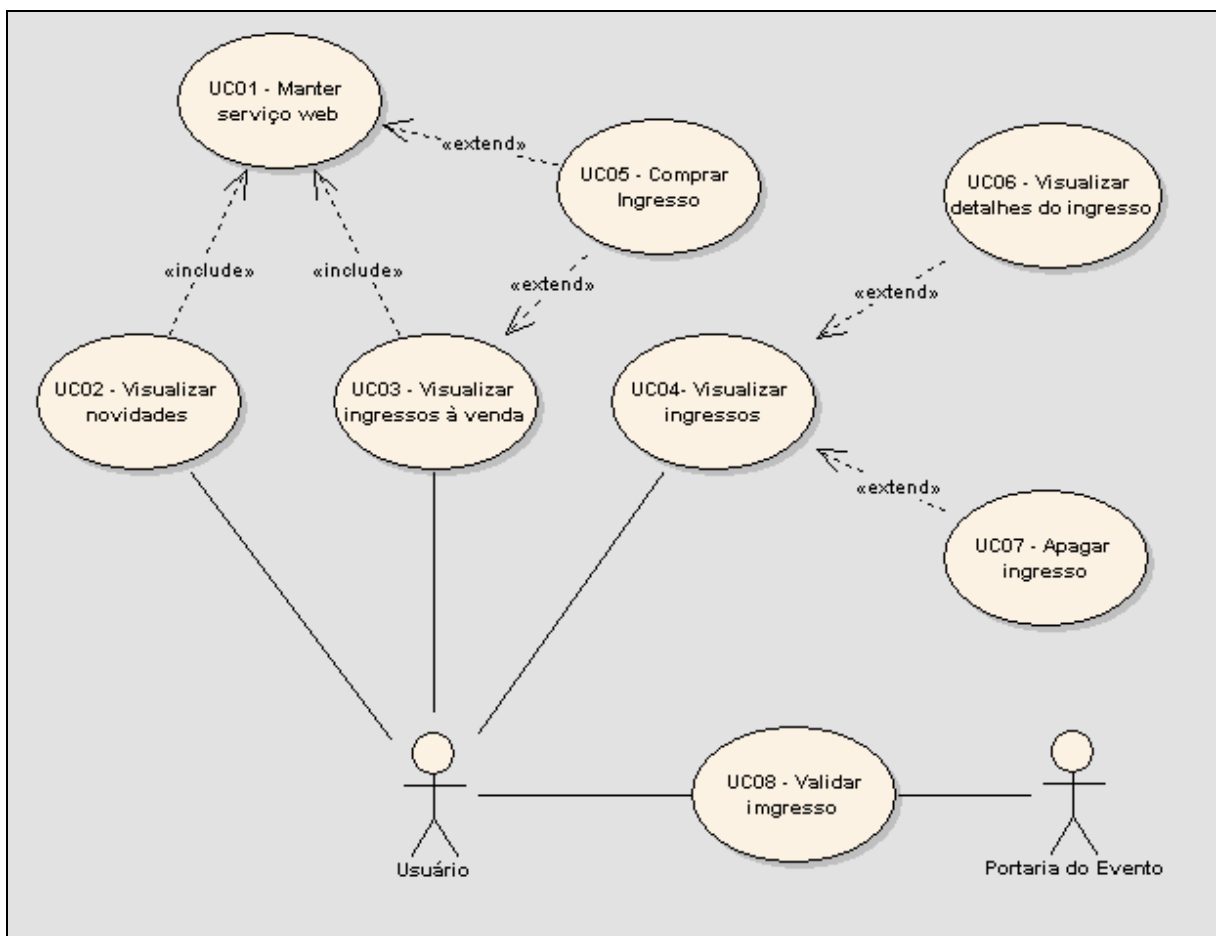 UC01 - Manter
serviço web
«extend»
UC05 - Comprar
Ingresso
UC06 - Visualizar
detalhes do ingresso
«include»
«include»
«extend»
«extend»
UC02 - Visualizar
novidades
UC03 - Visualizar
ingressos à venda
UC04- Visualizar
ingressos
«extend»
UC07 - Apagar
ingresso
UC08 - Validar
imgresso
Usuário
Portaria do Evento